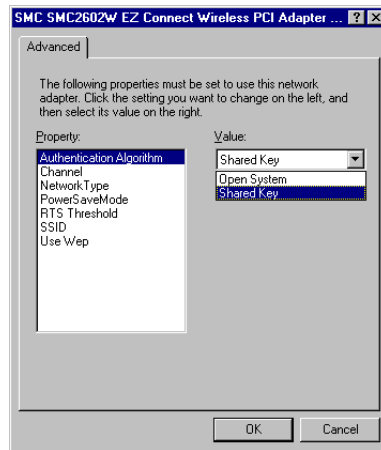 SMC SMC2602W EZ Connect Wireless PCI Adapter ...
Advanced
The following properties must be set to use this network
adapter. Click the setting you want to change on the left, and
then select its value on the right.
Property:
Value:
Authentication Algorithm
Channel
NetworkType
PowerSaveMode
RTS Threshold
SSID
Use Wep
Shared Key
Open System
Shared Key
OK
Cancel